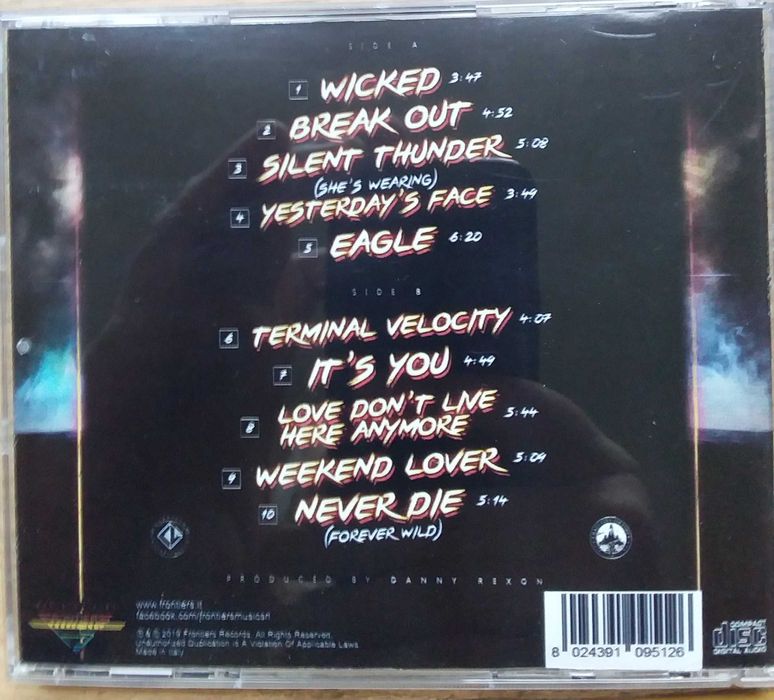 SIDE A
1 WICKED 3:47
2 BREAK OUT 4:52
3 SILENT THUNDER 5:08
(SHE'S WEARING)
4 YESTERDAY'S FACE 3:49
5 EAGLE 6:20
SIDE B
6 TERMINAL VELOCITY 4:07
7 IT'S YOU 4:49
8 LOVE DON'T LIVE
HERE ANYMORE 5:44
9 WEEKEND LOVER 5:09
10 NEVER DIE 5:14
(FOREVER WILD)
PRODUCED BY DANNY REXON
www.frontiers.it
facebook.com/frontiersmusicsrl
℗ & © 2019 Frontiers Records. All Rights Reserved.
Unauthorized Duplication Is A Violation Of Applicable Laws.
Made in Italy
8 024391 095126
COMPACT
disc
DIGITAL AUDIO